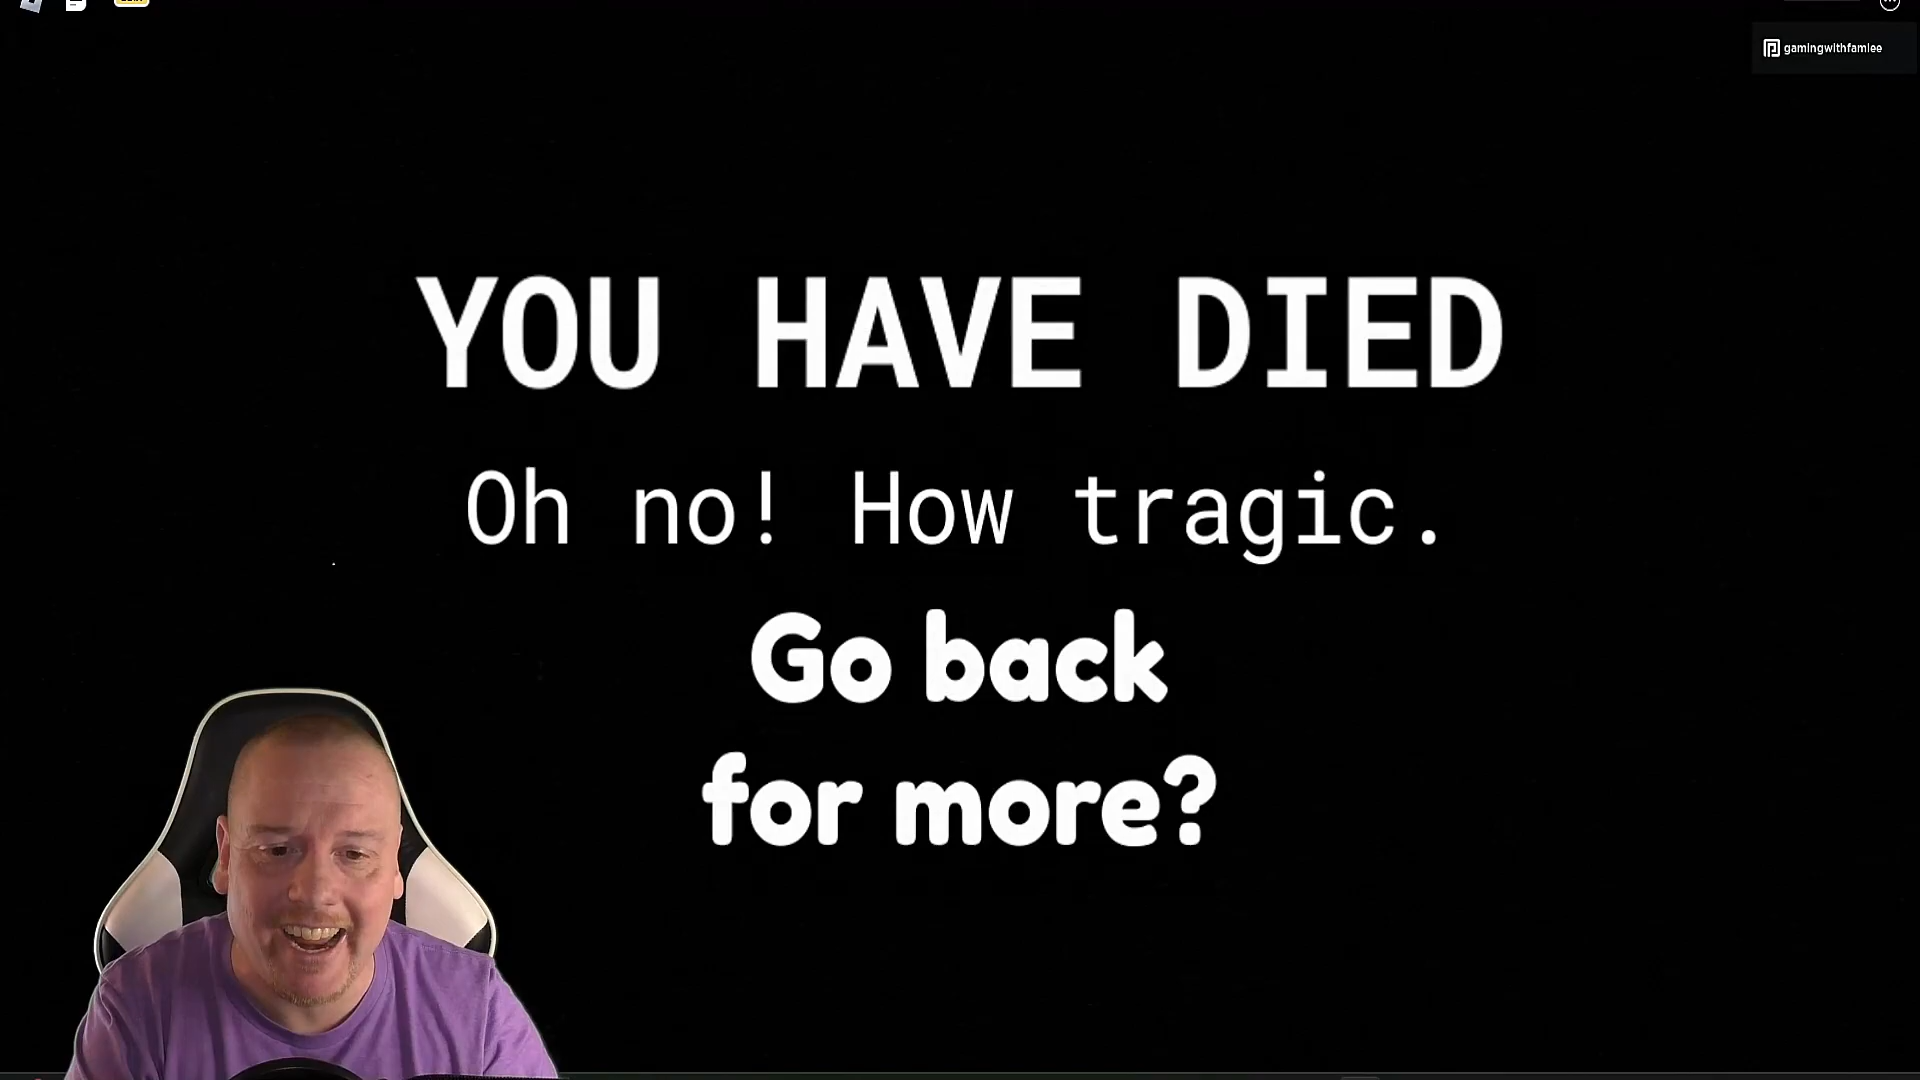 gamingwithfamlee
YOU HAVE DIED
Oh no! How tragic.
Go back
for more?